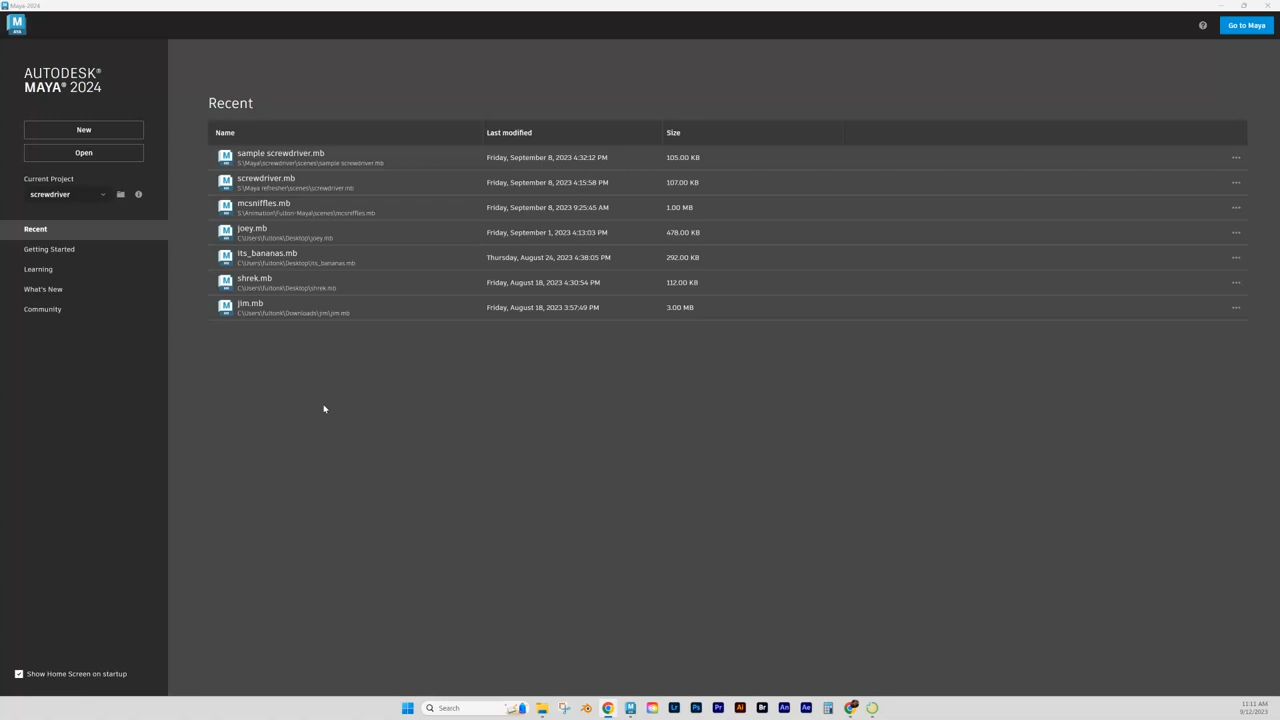 Maya 2024
Go to Maya
AUTODESK®
MAYA® 2024
New
Open
Current Project
screwdriver
Recent
Getting Started
Learning
What's New
Community
Show Home Screen on startup
Recent
Name Last modified Size
sample screwdriver.mb Friday, September 8, 2023 4:32:12 PM 105.00 KB
S:\Maya\screwdriver\scenes\sample screwdriver.mb
screwdriver.mb Friday, September 8, 2023 4:15:58 PM 107.00 KB
S:\Maya refresher\scenes\screwdriver.mb
mcsniffles.mb Friday, September 8, 2023 9:25:45 AM 1.00 MB
S:\Animation\Fulton-Maya\scenes\mcsniffles.mb
joey.mb Friday, September 1, 2023 4:13:03 PM 478.00 KB
C:\Users\fultonk\Desktop\joey.mb
its_bananas.mb Thursday, August 24, 2023 4:38:05 PM 292.00 KB
C:\Users\fultonk\Desktop\its_bananas.mb
shrek.mb Friday, August 18, 2023 4:30:54 PM 112.00 KB
C:\Users\fultonk\Desktop\shrek.mb
jim.mb Friday, August 18, 2023 3:57:49 PM 3.00 MB
C:\Users\fultonk\Downloads\jim\jim.mb
Search
Lr Ps Pr Ai Br An Ae
11:11 AM
9/12/2023